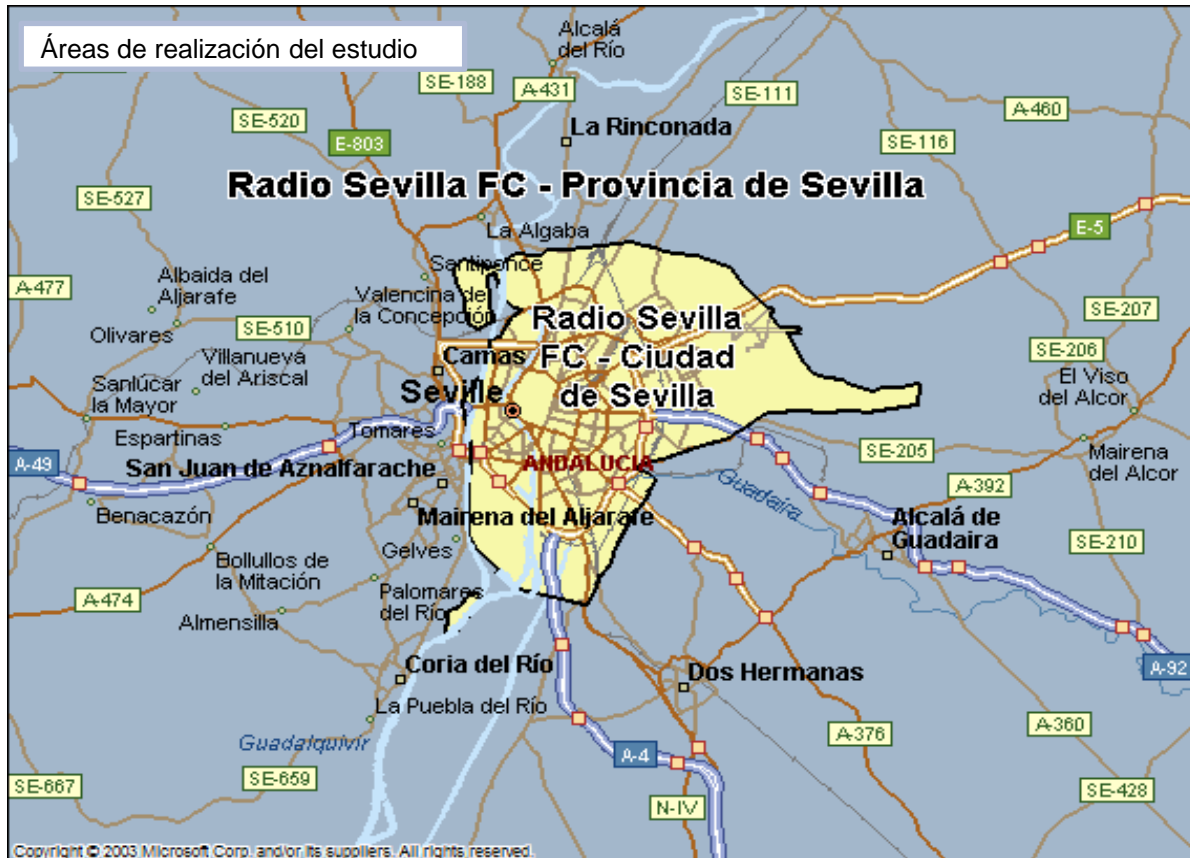 Áreas de realización del estudio
Alcalá
del Río
SE-188
A-431
SE-111
A-460
SE-520
E-803
La Rinconada
SE-116
Radio Sevilla FC - Provincia de Sevilla
SE-527
La Algaba
E-5
Santiponce
A-477
Albaida del
Aljarafe
Valencina de
la Concepción
SE-207
Olivares
SE-510
Radio Sevilla
FC - Ciudad
de Sevilla
Villanueva
del Ariscal
Camas
SE-206
El Viso
del Alcor
Sanlúcar
la Mayor
Seville
Espartinas
Tomares
SE-205
Mairena
del Alcor
A-49
San Juan de Aznalfarache
ANDALUCIA
Guadaira
A-392
Benacazón
Mairena del Aljarafe
Alcalá de
Guadaira
Gelves
SE-210
Bollullos de
la Mitación
A-474
Palomares
del Río
Almensilla
Coria del Río
Dos Hermanas
A-92
La Puebla del Río
Guadalquivir
A-376
A-360
A-4
SE-667
SE-659
SE-428
N-IV
Copyright © 2003 Microsoft Corp. and/or its suppliers. All rights reserved.